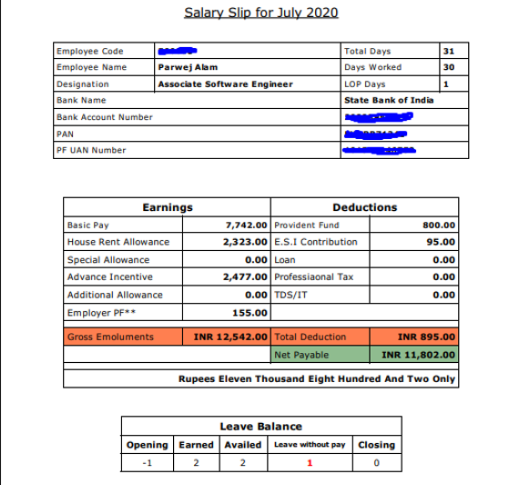 Salary Slip for July 2020
Employee Code Total Days 31
Employee Name Parwej Alam Days Worked 30
Designation Associate Software Engineer LOP Days 1
Bank Name State Bank of India
Bank Account Number
PAN
PF UAN Number
Earnings Deductions
Basic Pay 7,742.00 Provident Fund 800.00
House Rent Allowance 2,323.00 E.S.I Contribution 95.00
Special Allowance 0.00 Loan 0.00
Advance Incentive 2,477.00 Professiaonal Tax 0.00
Additional Allowance 0.00 TDS/IT 0.00
Employer PF** 155.00
Gross Emoluments INR 12,542.00 Total Deduction INR 895.00
Net Payable INR 11,802.00
Rupees Eleven Thousand Eight Hundred And Two Only
Leave Balance
Opening Earned Availed Leave without pay Closing
-1 2 2 1 0